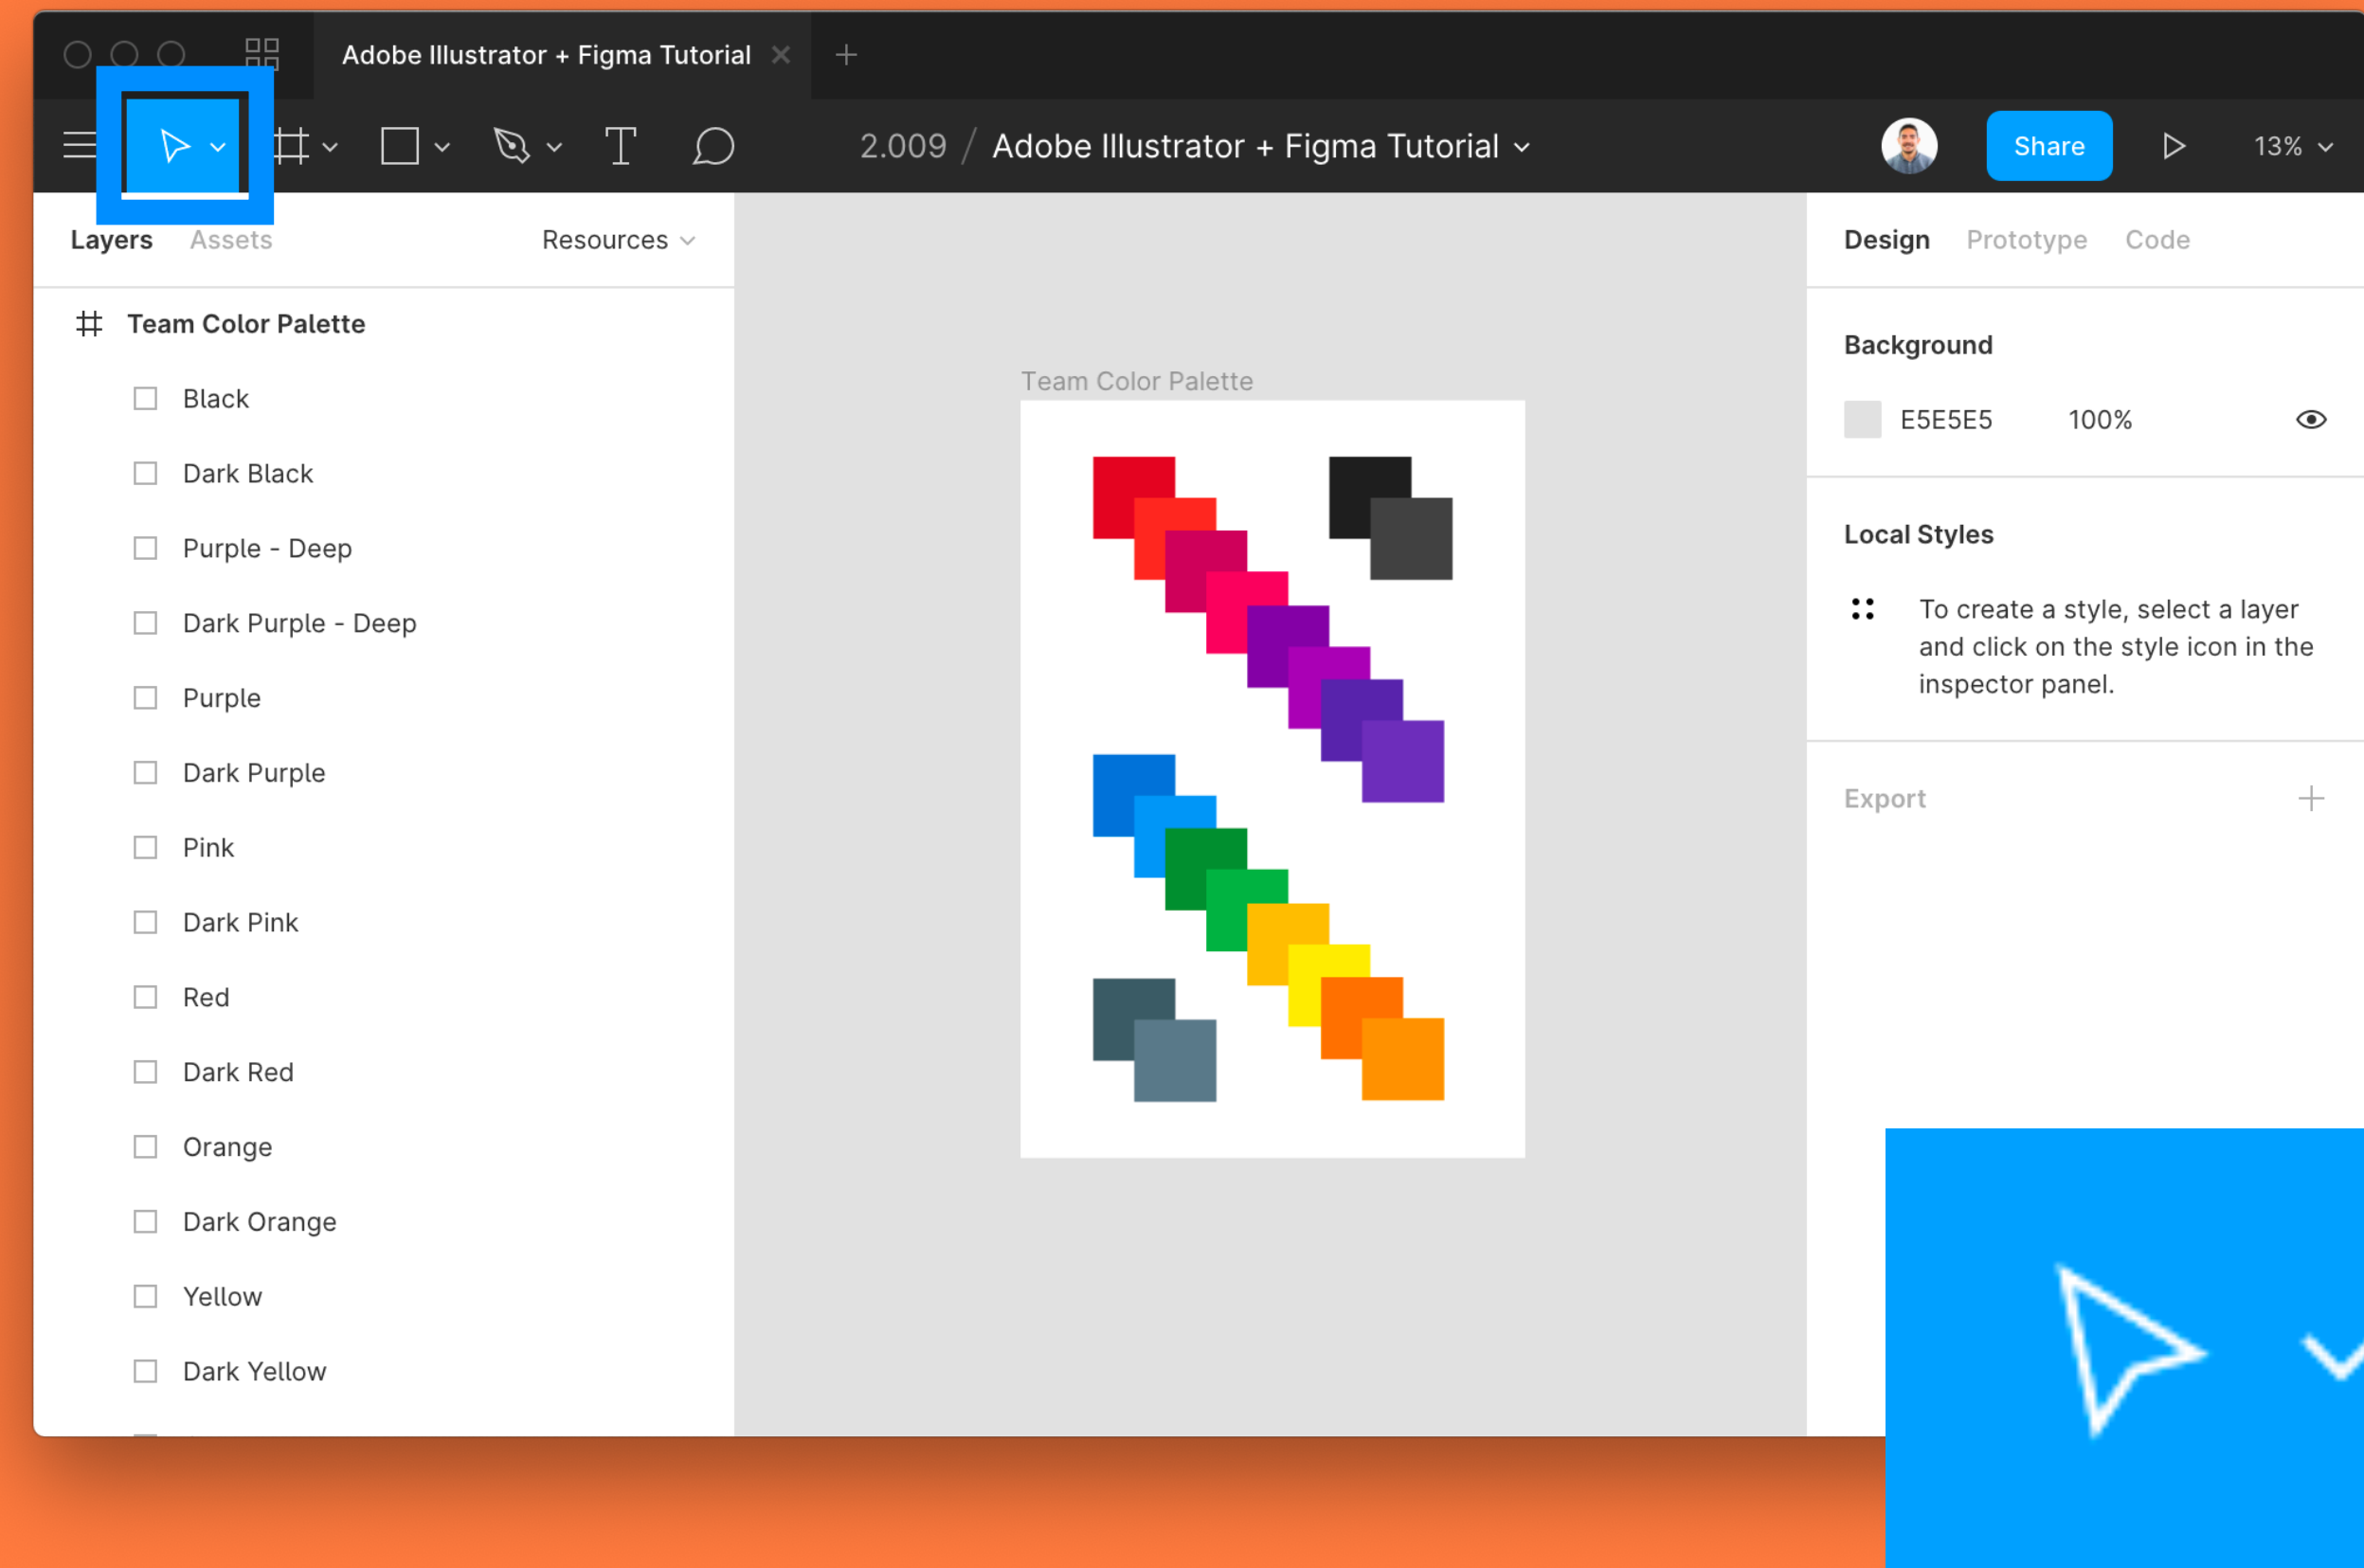 Adobe Illustrator + Figma Tutorial
2.009 / Adobe Illustrator + Figma Tutorial
Share
13%
Layers
Assets
Resources
Team Color Palette
Black
Dark Black
Purple - Deep
Dark Purple - Deep
Purple
Dark Purple
Pink
Dark Pink
Red
Dark Red
Orange
Dark Orange
Yellow
Dark Yellow
Team Color Palette
Design
Prototype
Code
Background
E5E5E5
100%
Local Styles
To create a style, select a layer
and click on the style icon in the
inspector panel.
Export